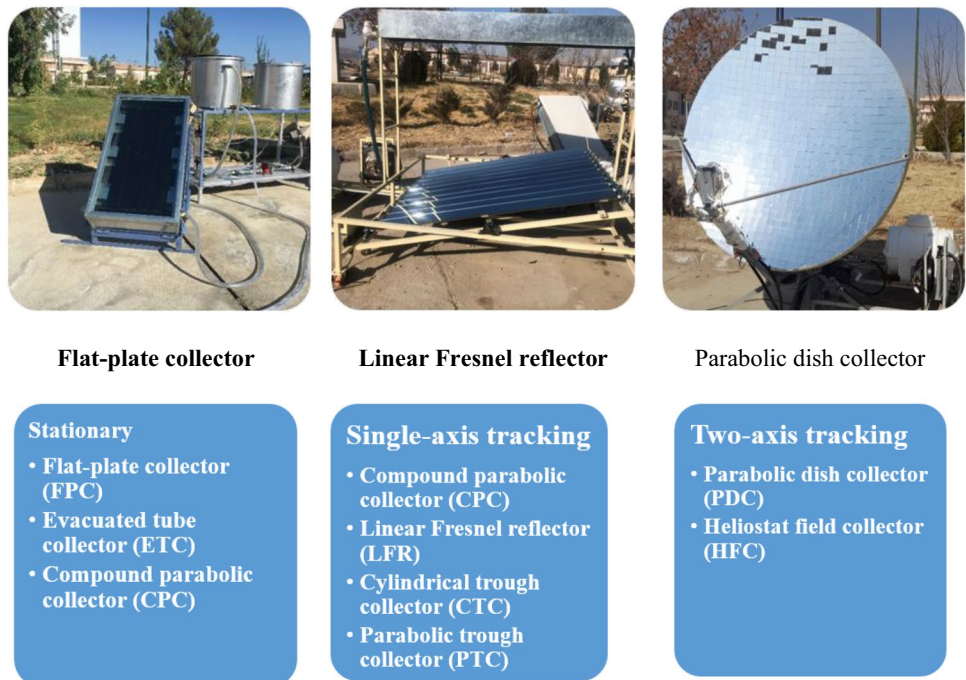 Flat-plate collector
Linear Fresnel reflector
Parabolic dish collector
Stationary
• Flat-plate collector
(FPC)
• Evacuated tube
collector (ETC)
• Compound parabolic
collector (CPC)
Single-axis tracking
• Compound parabolic
collector (CPC)
• Linear Fresnel reflector
(LFR)
• Cylindrical trough
collector (CTC)
• Parabolic trough
collector (PTC)
Two-axis tracking
• Parabolic dish collector
(PDC)
• Heliostat field collector
(HFC)